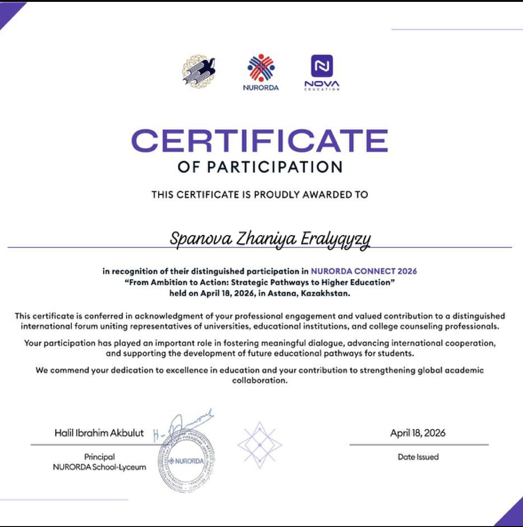 NURORDA
NOVA
EDUCATION
CERTIFICATE
OF PARTICIPATION
THIS CERTIFICATE IS PROUDLY AWARDED TO
Spanova Zhaniya Eralyqyzy
in recognition of their distinguished participation in NURORDA CONNECT 2026
“From Ambition to Action: Strategic Pathways to Higher Education”
held on April 18, 2026, in Astana, Kazakhstan.
This certificate is conferred in acknowledgment of your professional engagement and valued contribution to a distinguished
international forum uniting representatives of universities, educational institutions, and college counseling professionals.
Your participation has played an important role in fostering meaningful dialogue, advancing international cooperation,
and supporting the development of future educational pathways for students.
We commend your dedication to excellence in education and your contribution to strengthening global academic
collaboration.
Halil Ibrahim Akbulut
Principal
NURORDA School-Lyceum
NURORDA
April 18, 2026
Date Issued